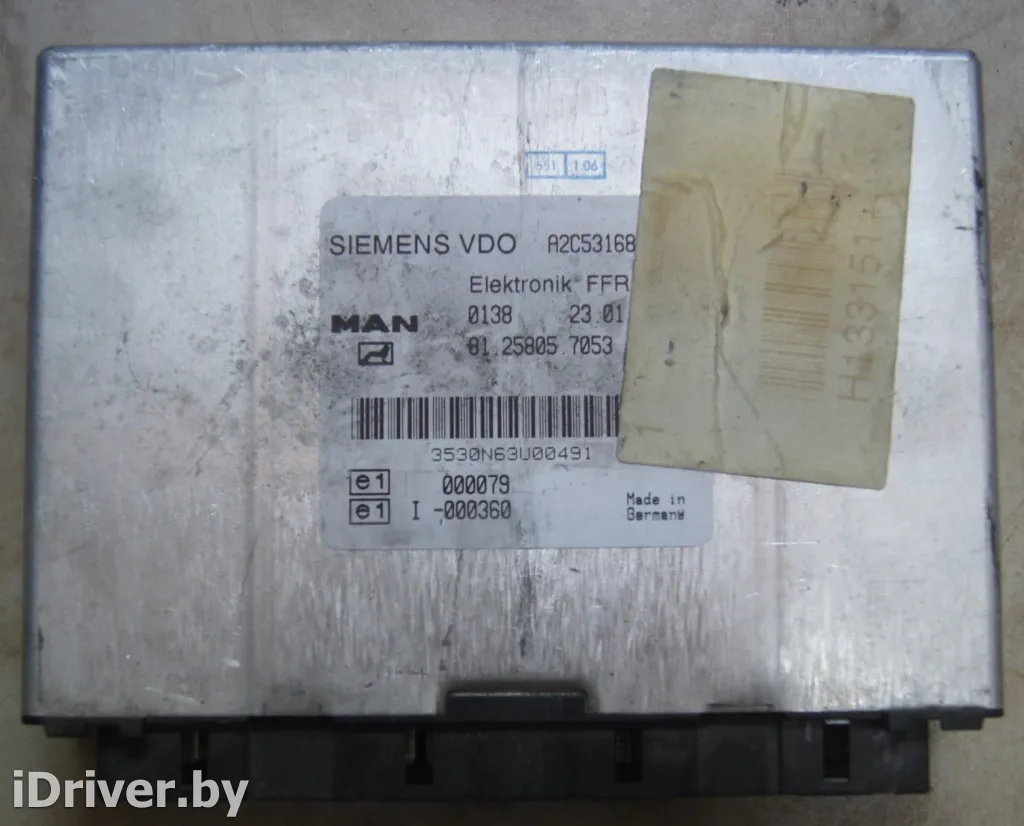 551 1.06
SIEMENS VDO A2C53168
Elektronik FFR
MAN 0138 23.01
81.25805.7053
3530N63U00491
e1 000079
e1 I -000360
Made in
Germany
H133151
iDriver.by